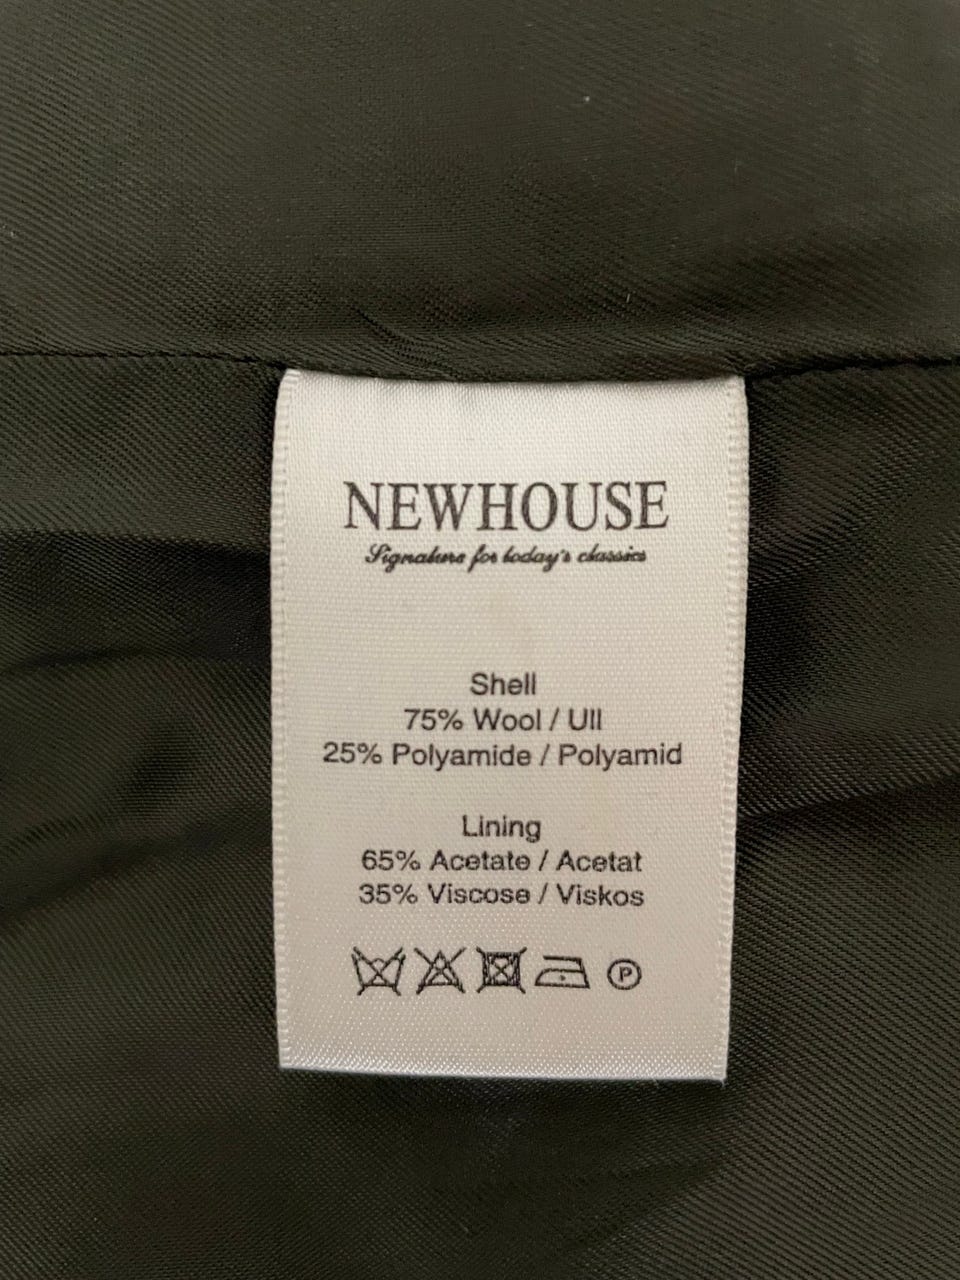 NEWHOUSE
Signature for today's classics
Shell
75% Wool / Ull
25% Polyamide / Polyamid
Lining
65% Acetate / Acetat
35% Viscose / Viskos
P